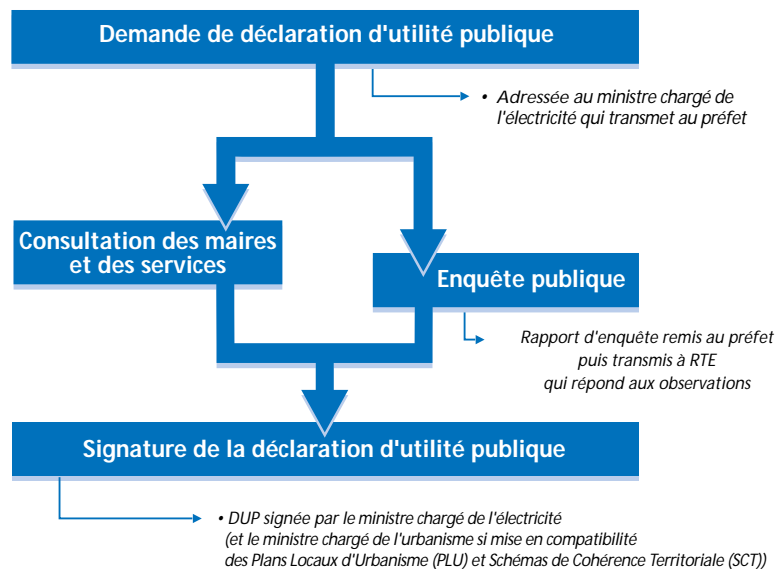 Demande de déclaration d'utilité publique
• Adressée au ministre chargé de
l'électricité qui transmet au préfet
Consultation des maires
et des services
Enquête publique
Rapport d'enquête remis au préfet
puis transmis à RTE
qui répond aux observations
Signature de la déclaration d'utilité publique
• DUP signée par le ministre chargé de l'électricité
(et le ministre chargé de l'urbanisme si mise en compatibilité
des Plans Locaux d'Urbanisme (PLU) et Schémas de Cohérence Territoriale (SCT))